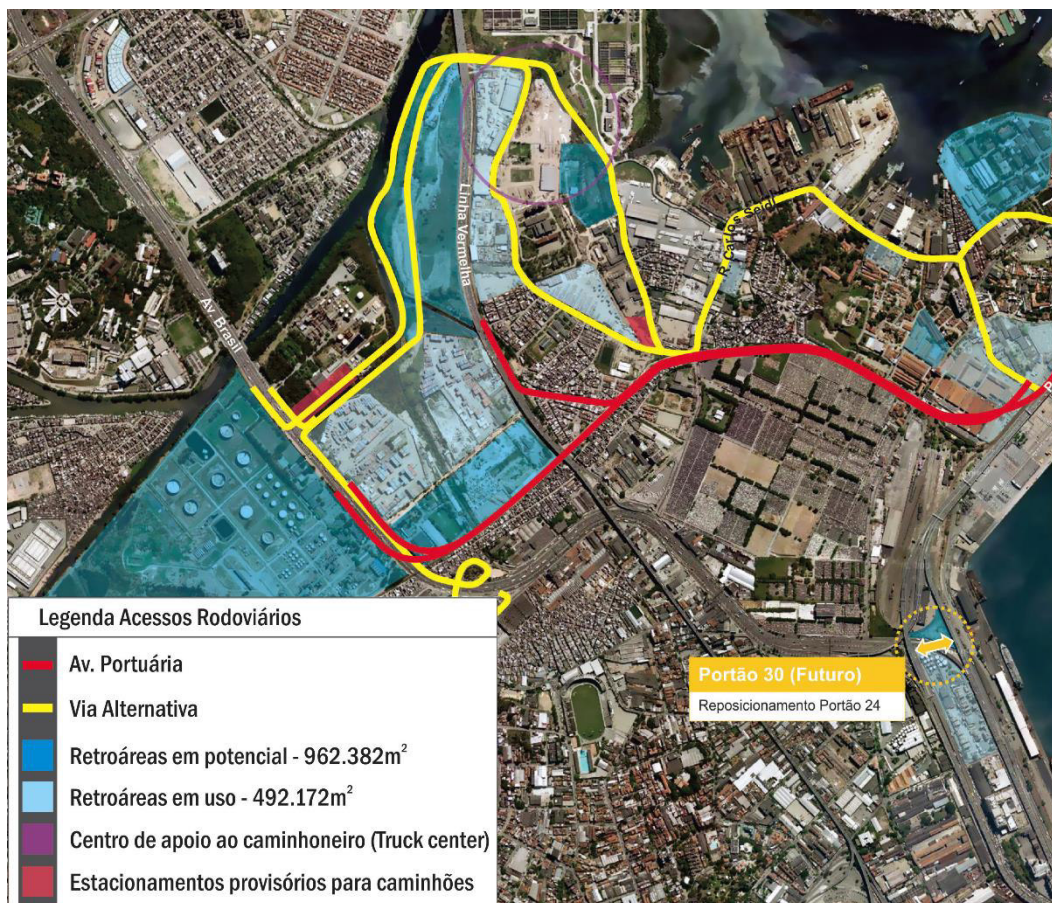 Linha Vermelha
R. Carlos Seidl
Av. Brasil
Legenda Acessos Rodoviários
Av. Portuária
Via Alternativa
Retroáreas em potencial - 962.382m²
Retroáreas em uso - 492.172m²
Centro de apoio ao caminhoneiro (Truck center)
Estacionamentos provisórios para caminhões
Portão 30 (Futuro)
Reposicionamento Portão 24